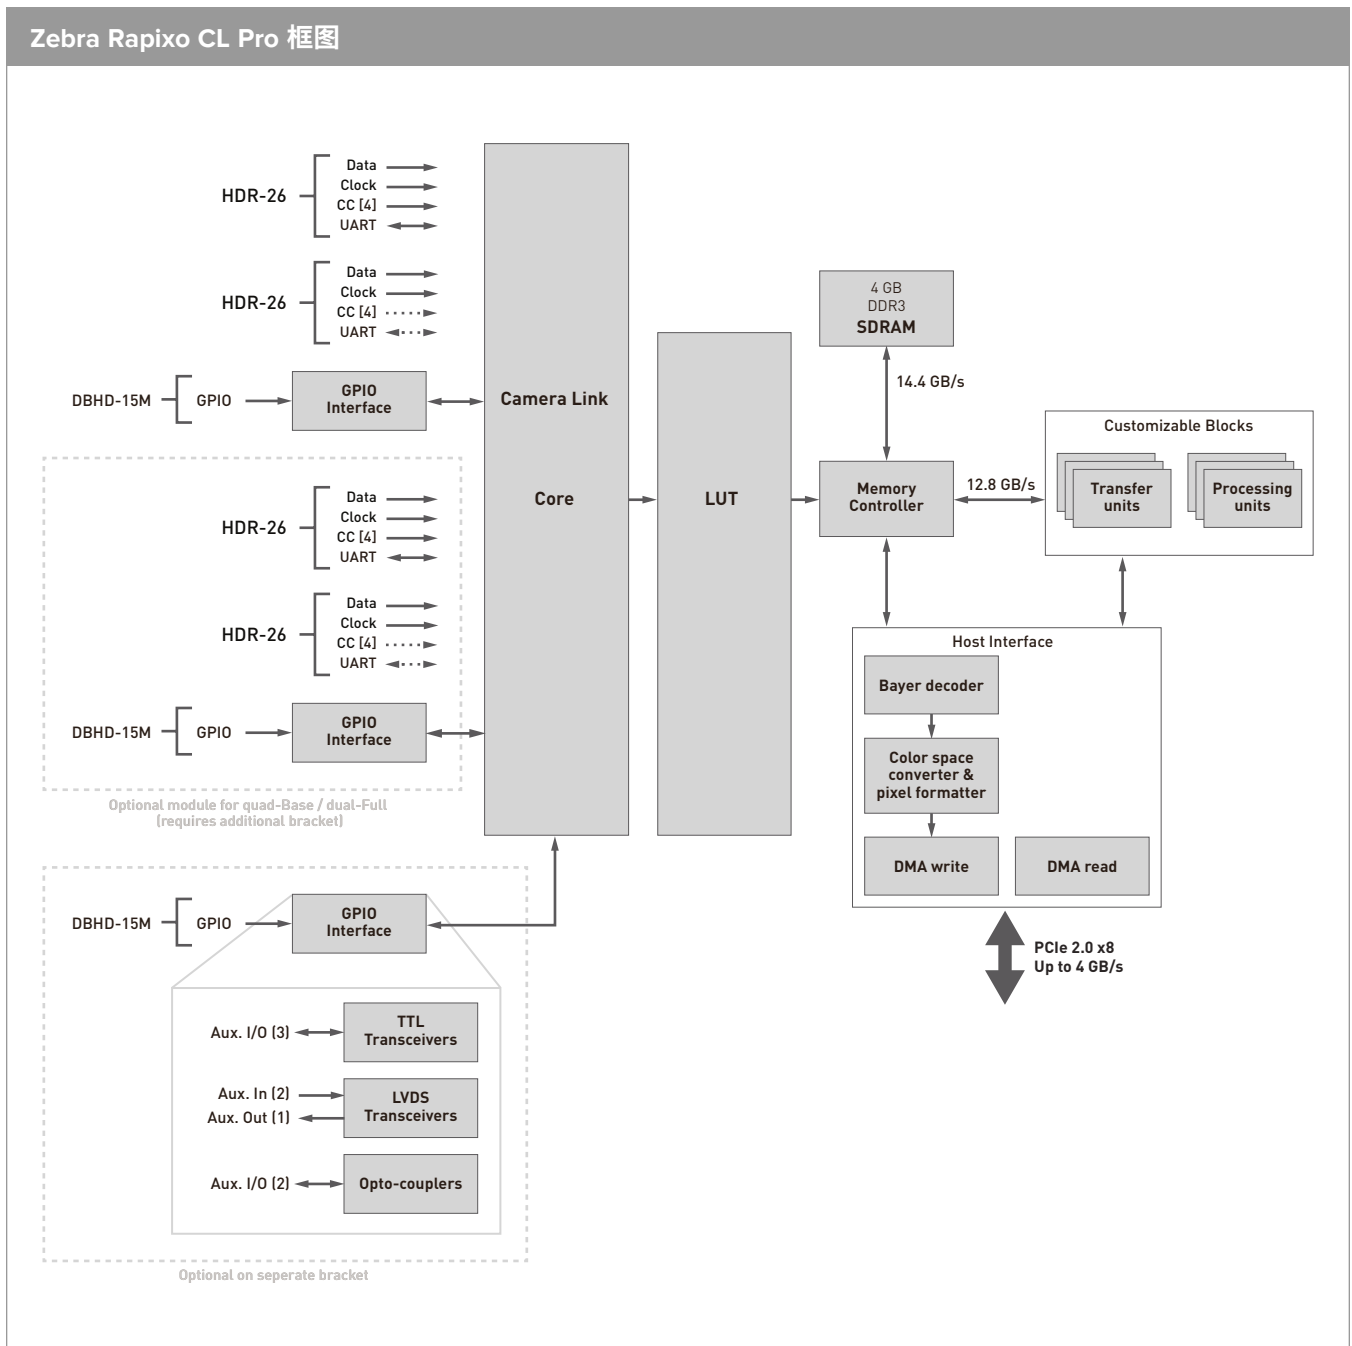 Zebra Rapixo CL Pro 框图
HDR-26
Data
Clock
CC [4]
UART
HDR-26
Data
Clock
CC [4]
UART
DBHD-15M
GPIO
GPIO
Interface
HDR-26
Data
Clock
CC [4]
UART
HDR-26
Data
Clock
CC [4]
UART
DBHD-15M
GPIO
GPIO
Interface
Optional module for quad-Base / dual-Full
(requires additional bracket)
DBHD-15M
GPIO
GPIO
Interface
Aux. I/O (3)
TTL
Transceivers
Aux. In (2)
Aux. Out (1)
LVDS
Transceivers
Aux. I/O (2)
Opto-couplers
Optional on seperate bracket
Camera Link
Core
LUT
4 GB
DDR3
SDRAM
14.4 GB/s
Memory
Controller
12.8 GB/s
Customizable Blocks
Transfer
units
Processing
units
Host Interface
Bayer decoder
Color space
converter &
pixel formatter
DMA write
DMA read
PCIe 2.0 x8
Up to 4 GB/s